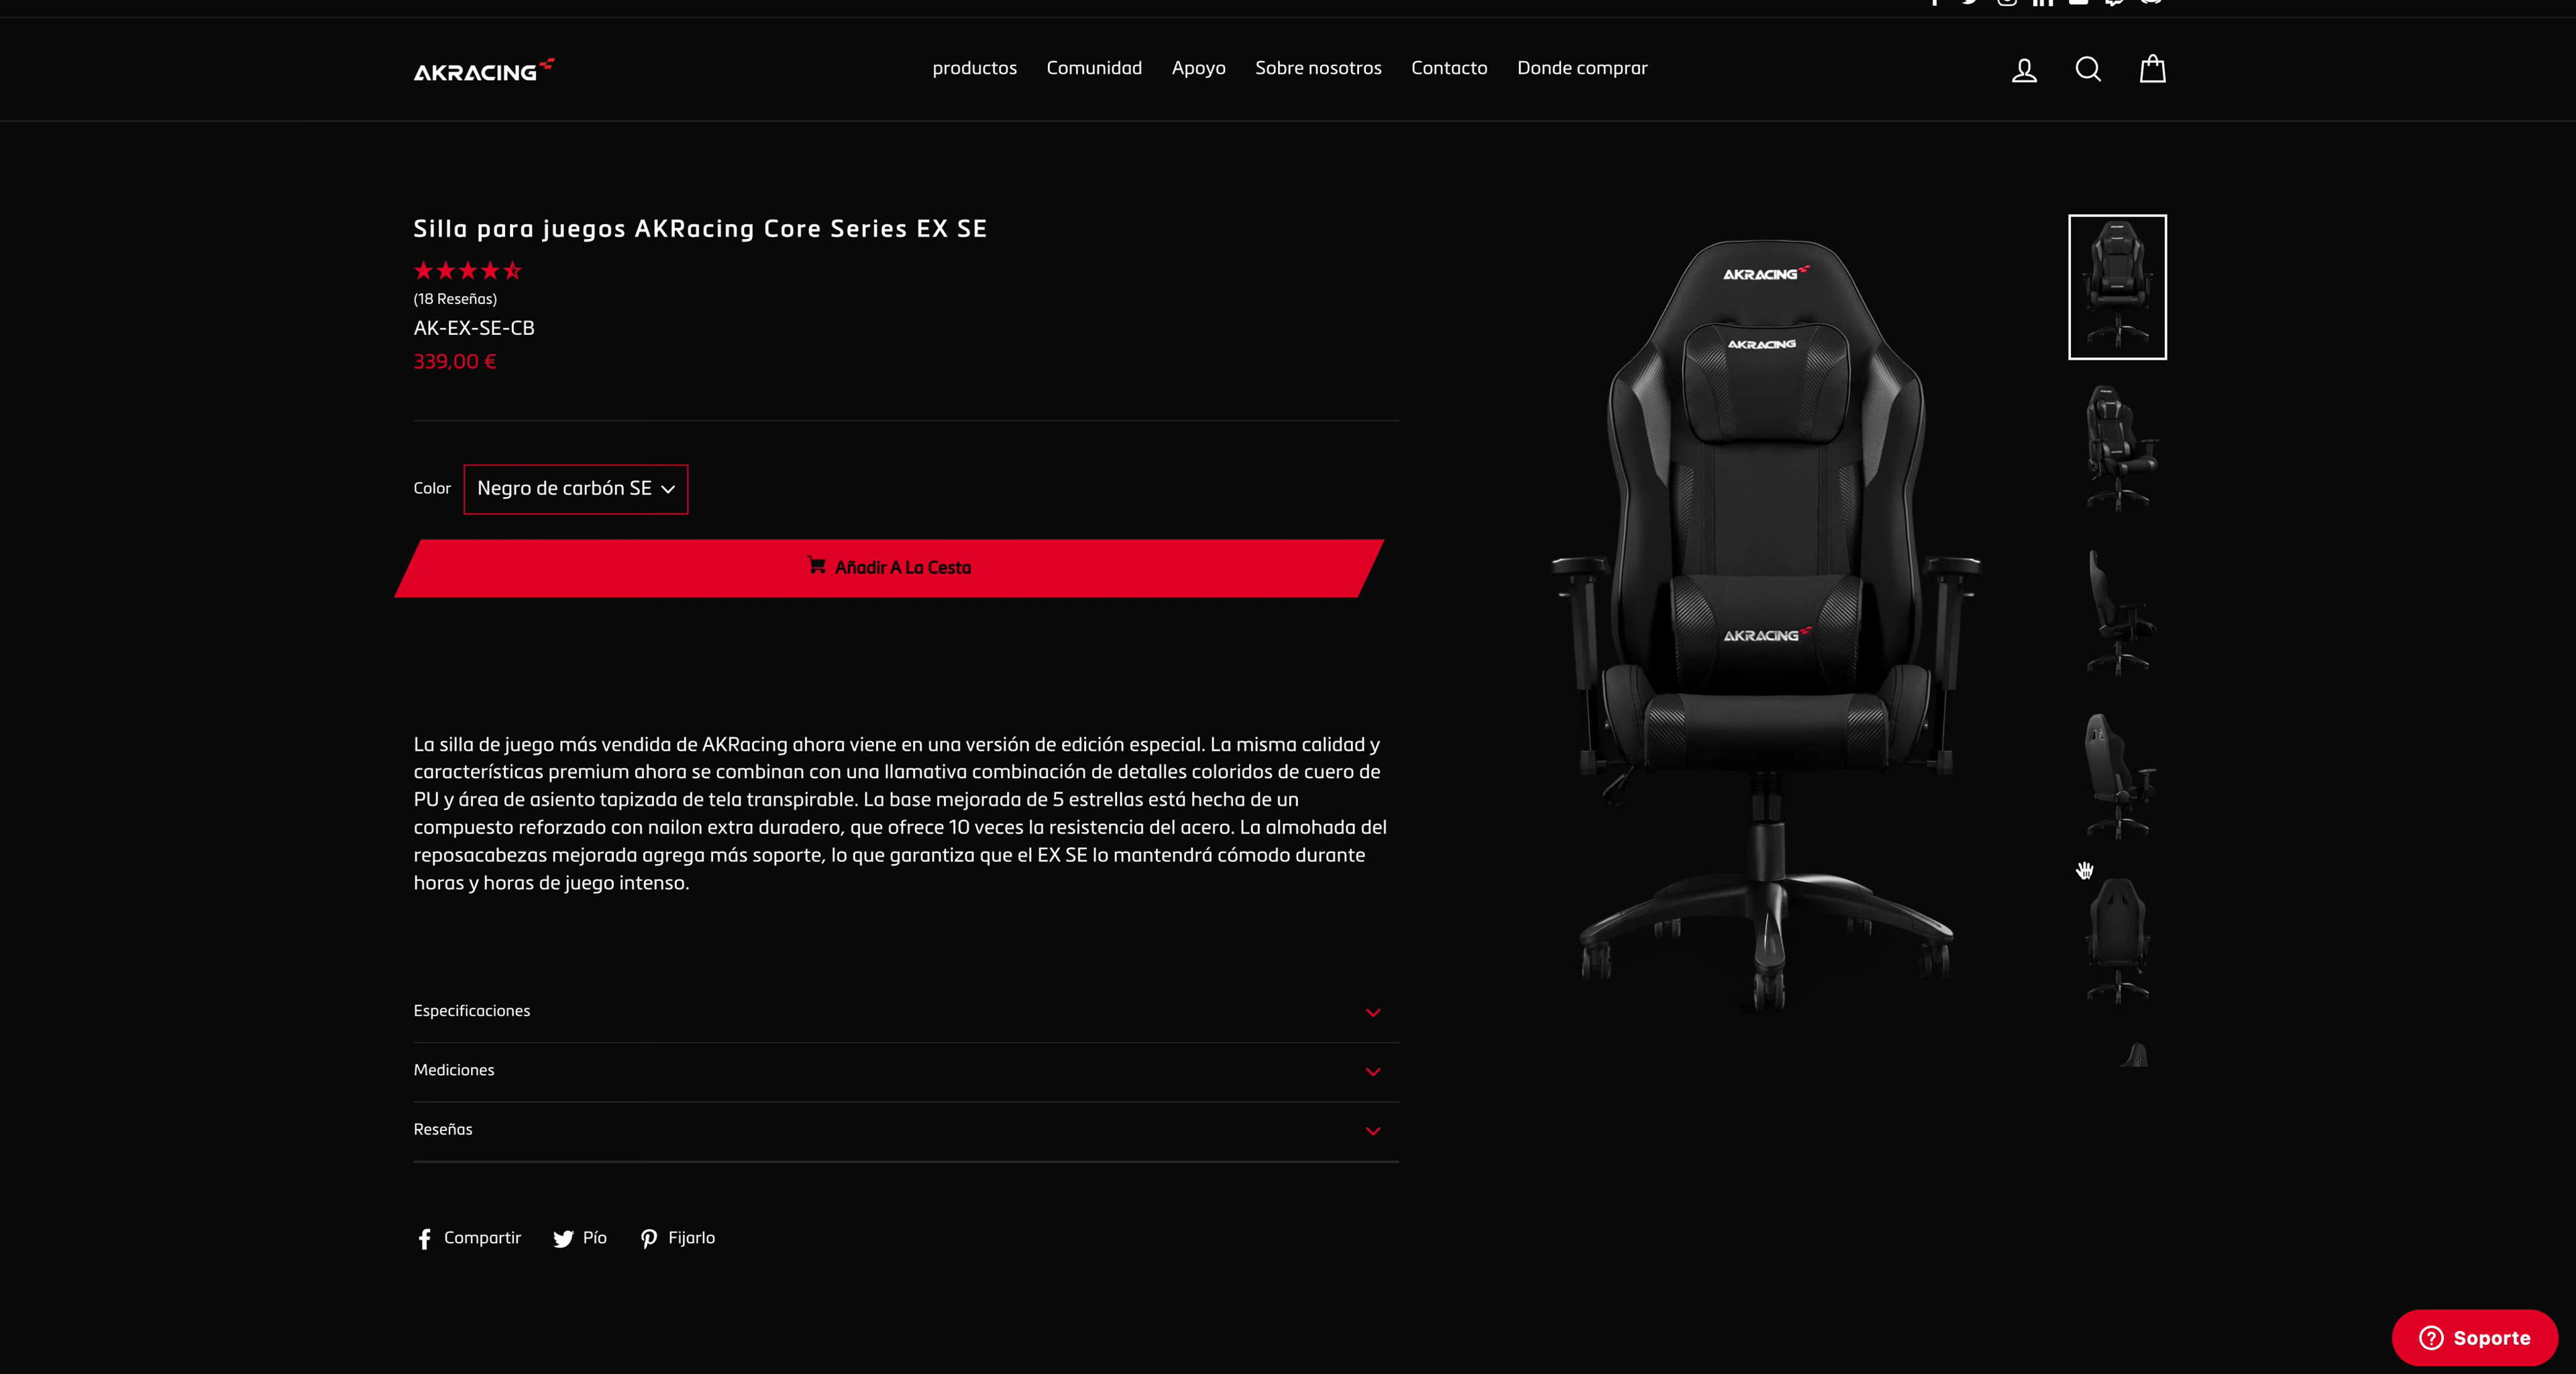 AKRACING
productos Comunidad Apoyo Sobre nosotros Contacto Donde comprar
Silla para juegos AKRacing Core Series EX SE
(18 Reseñas)
AK-EX-SE-CB
339,00 €
Color Negro de carbón SE
Añadir A La Cesta
La silla de juego más vendida de AKRacing ahora viene en una versión de edición especial. La misma calidad y
características premium ahora se combinan con una llamativa combinación de detalles coloridos de cuero de
PU y área de asiento tapizada de tela transpirable. La base mejorada de 5 estrellas está hecha de un
compuesto reforzado con nailon extra duradero, que ofrece 10 veces la resistencia del acero. La almohada del
reposacabezas mejorada agrega más soporte, lo que garantiza que el EX SE lo mantendrá cómodo durante
horas y horas de juego intenso.
Especificaciones
Mediciones
Reseñas
Compartir Pío Fijarlo
AKRACING
AKRACING
AKRACING
Soporte